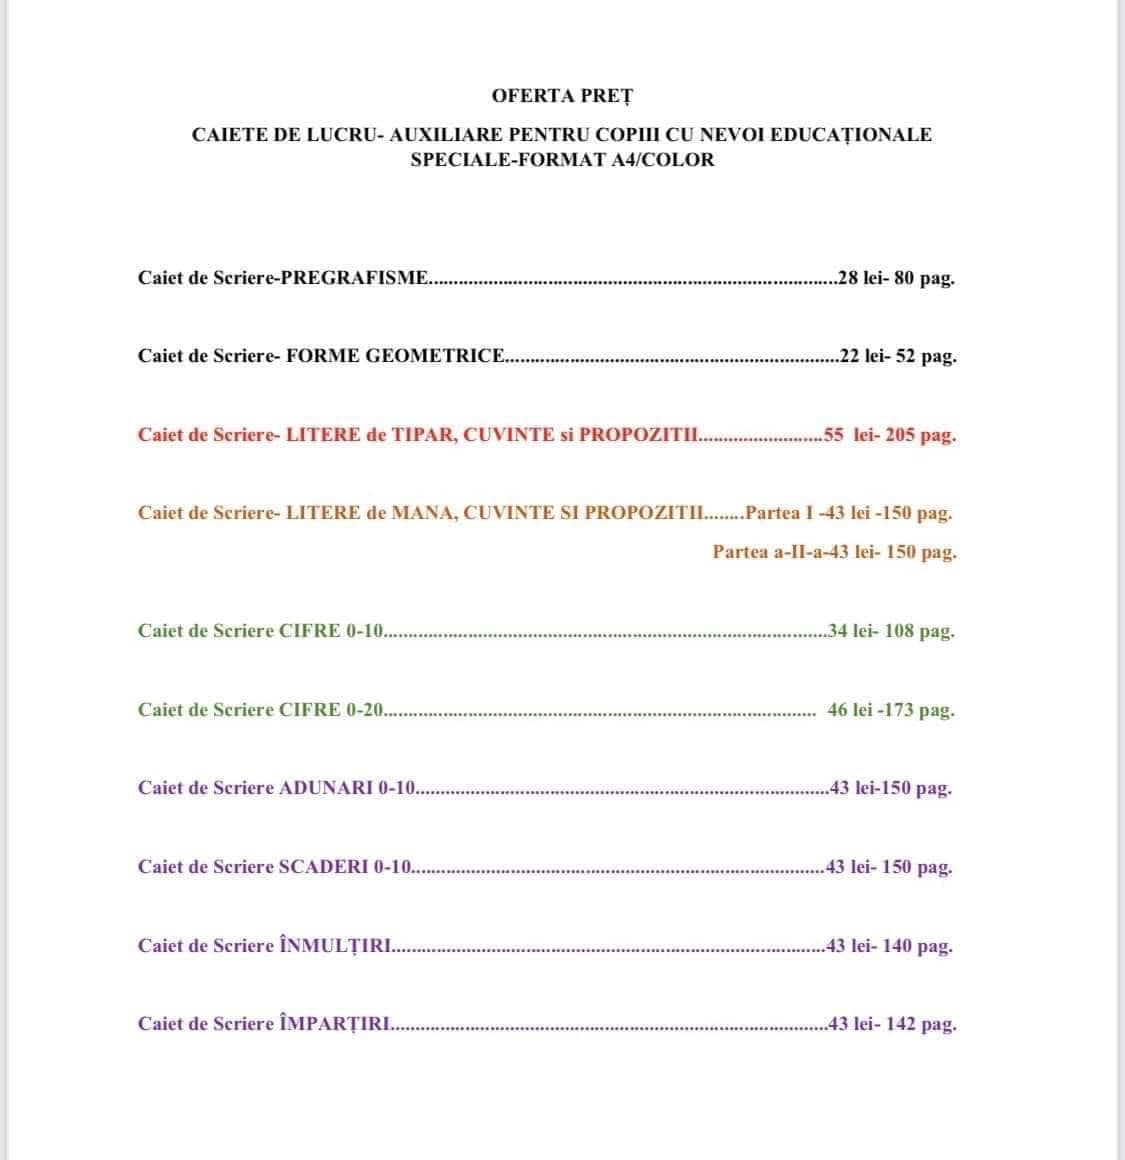 OFERTA PREȚ
CAIETE DE LUCRU- AUXILIARE PENTRU COPIII CU NEVOI EDUCAȚIONALE
SPECIALE-FORMAT A4/COLOR
Caiet de Scriere-PREGRAFISME..................................................................................28 lei- 80 pag.
Caiet de Scriere- FORME GEOMETRICE...................................................................22 lei- 52 pag.
Caiet de Scriere- LITERE de TIPAR, CUVINTE si PROPOZITII.........................55  lei- 205 pag.
Caiet de Scriere- LITERE de MANA, CUVINTE SI PROPOZITII........Partea I -43 lei -150 pag.
Partea a-II-a-43 lei- 150 pag.
Caiet de Scriere CIFRE 0-10.........................................................................................34 lei- 108 pag.
Caiet de Scriere CIFRE 0-20.......................................................................................  46 lei -173 pag.
Caiet de Scriere ADUNARI 0-10...................................................................................43 lei-150 pag.
Caiet de Scriere SCADERI 0-10...................................................................................43 lei- 150 pag.
Caiet de Scriere ÎNMULȚIRI.......................................................................................43 lei- 140 pag.
Caiet de Scriere ÎMPARȚIRI........................................................................................43 lei- 142 pag.